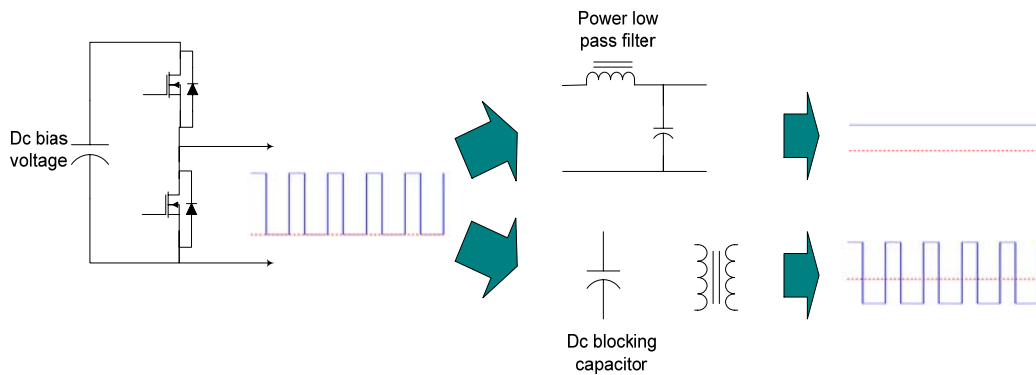 Power low
pass filter
Dc bias
voltage
Dc blocking
capacitor